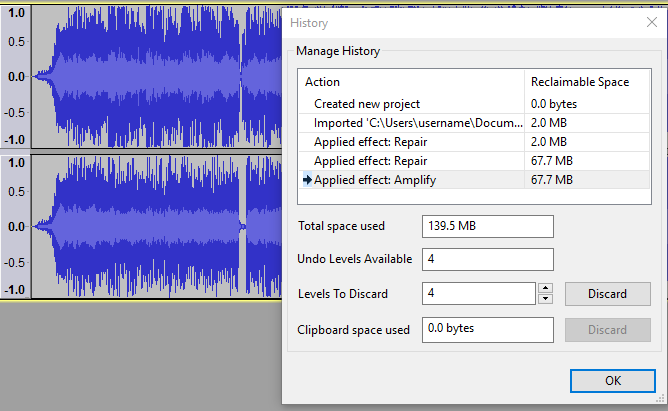 1.0
0.5
0.0
-0.5
-1.0
1.0
0.5
0.0
-0.5
-1.0
History
Manage History
Action Reclaimable Space
Created new project 0.0 bytes
Imported 'C:\Users\username\Docum... 2.0 MB
Applied effect: Repair 2.0 MB
Applied effect: Repair 67.7 MB
Applied effect: Amplify 67.7 MB
Total space used 139.5 MB
Undo Levels Available 4
Levels To Discard 4 Discard
Clipboard space used 0.0 bytes Discard
OK